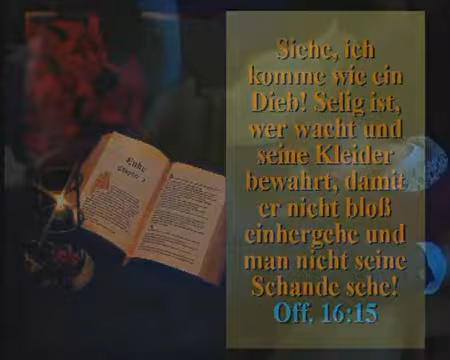 Siehe, ich
komme wie ein
Dieb! Selig ist,
wer wacht und
seine Kleider
bewahrt, damit
er nicht bloß
einhergehe und
man nicht seine
Schande sehe!
Off. 16:15